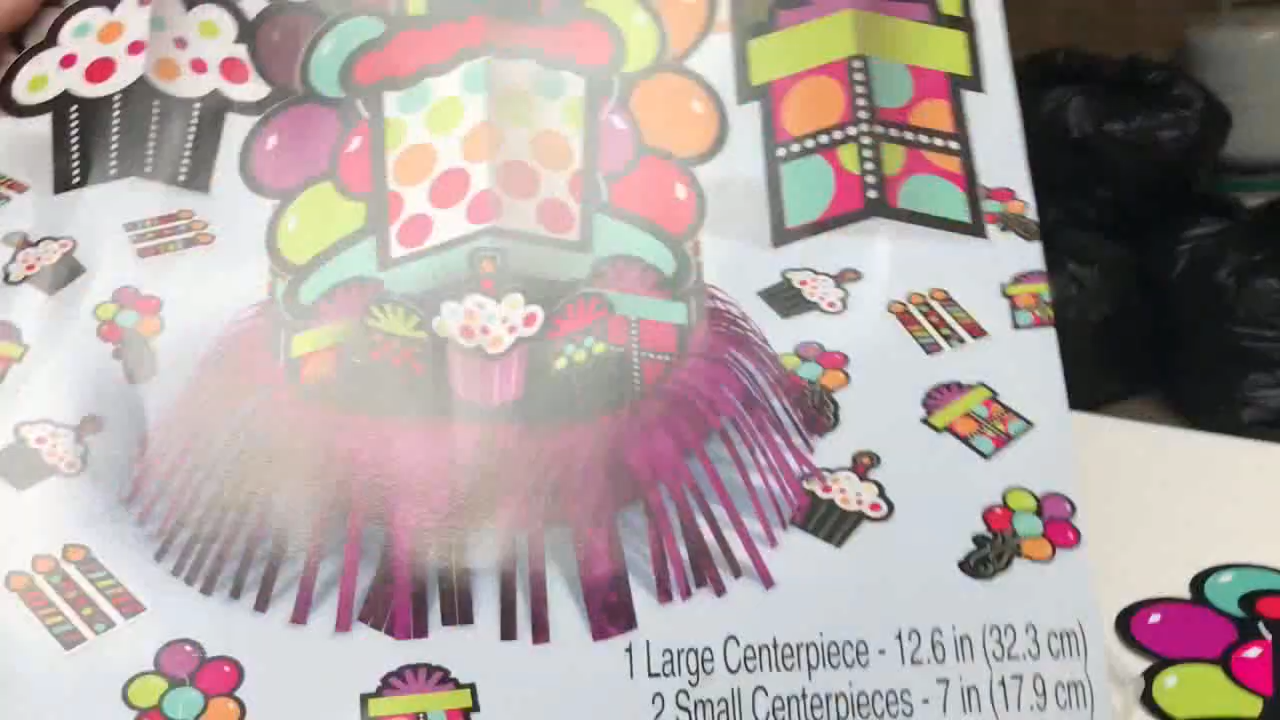 1 Large Centerpiece - 12.6 in (32.3 cm)
2 Small Centerpieces - 7 in (17.9 cm)